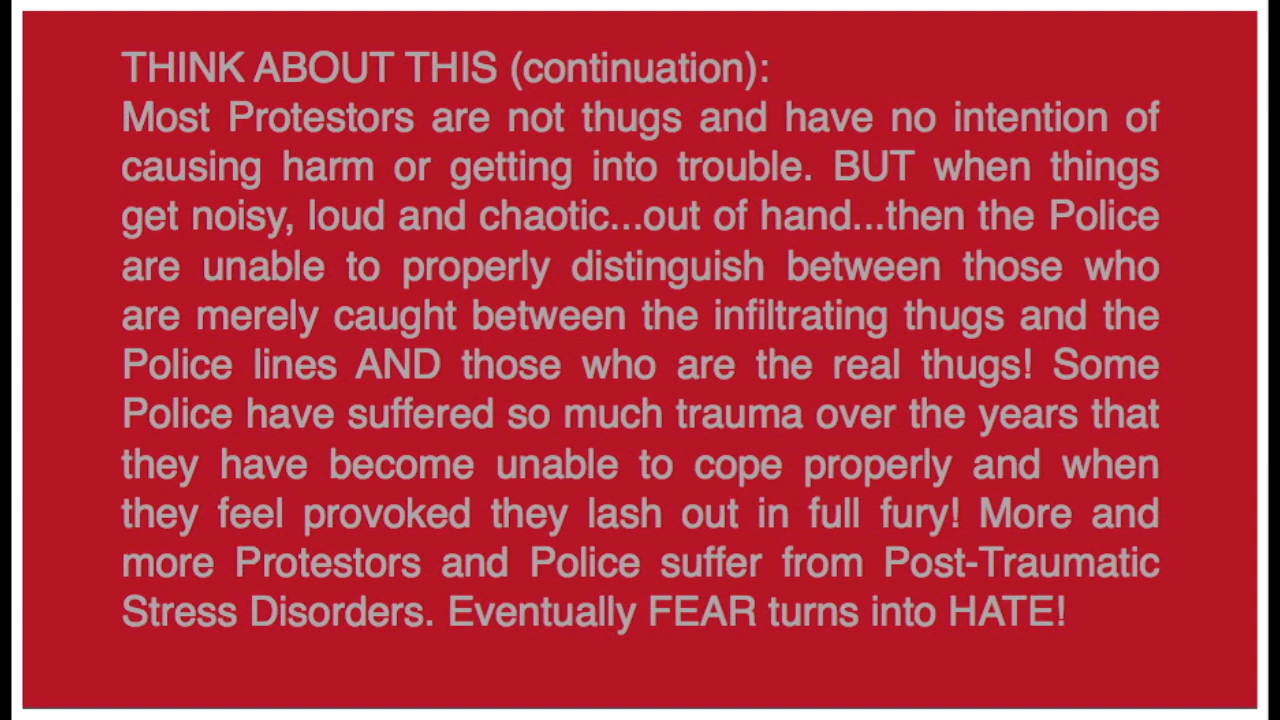 THINK ABOUT THIS (continuation):
Most Protestors are not thugs and have no intention of
causing harm or getting into trouble. BUT when things
get noisy, loud and chaotic...out of hand...then the Police
are unable to properly distinguish between those who
are merely caught between the infiltrating thugs and the
Police lines AND those who are the real thugs! Some
Police have suffered so much trauma over the years that
they have become unable to cope properly and when
they feel provoked they lash out in full fury! More and
more Protestors and Police suffer from Post-Traumatic
Stress Disorders. Eventually FEAR turns into HATE!